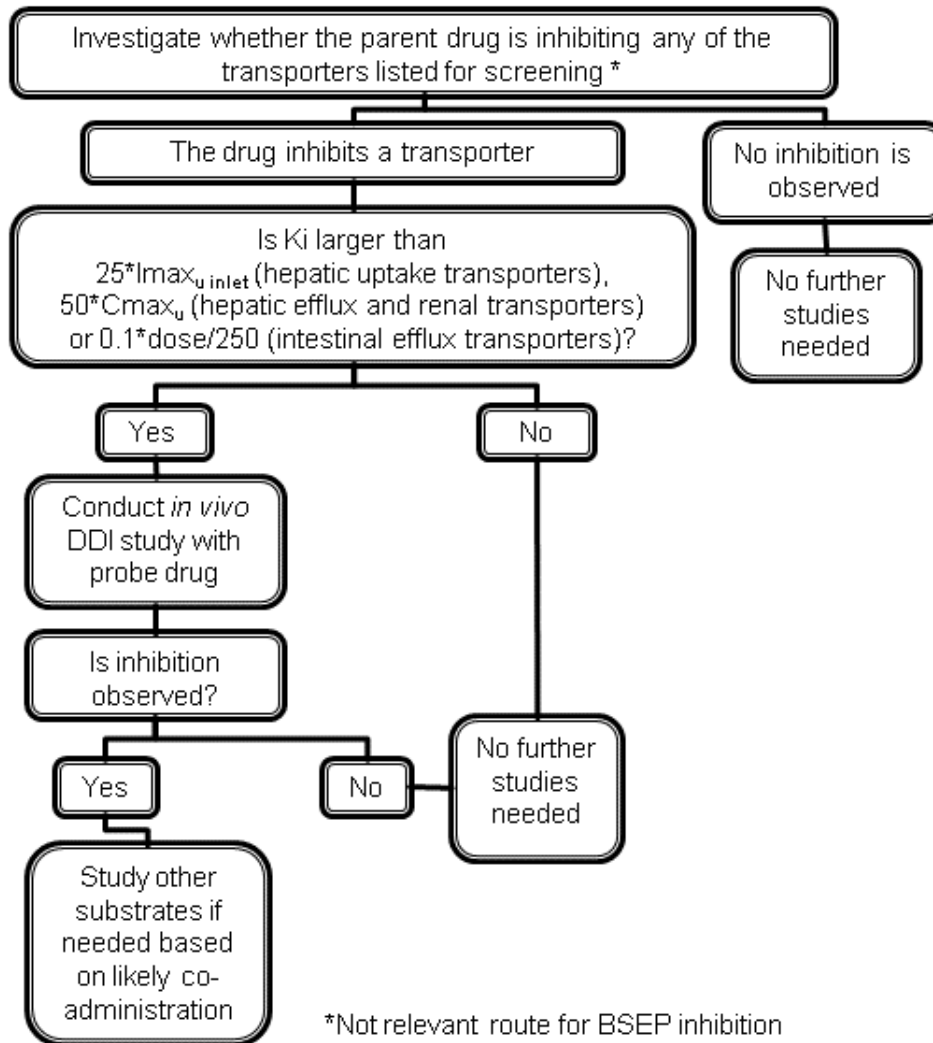 Investigate whether the parent drug is inhibiting any of the
transporters listed for screening *
The drug inhibits a transporter
No inhibition is
observed
Is Ki larger than
25*Imaxu inlet (hepatic uptake transporters),
50*Cmaxu (hepatic efflux and renal transporters)
or 0.1*dose/250 (intestinal efflux transporters)?
No further
studies
needed
Yes
No
Conduct in vivo
DDI study with
probe drug
Is inhibition
observed?
Yes
No
No further
studies
needed
Study other
substrates if
needed based
on likely co-
administration
*Not relevant route for BSEP inhibition